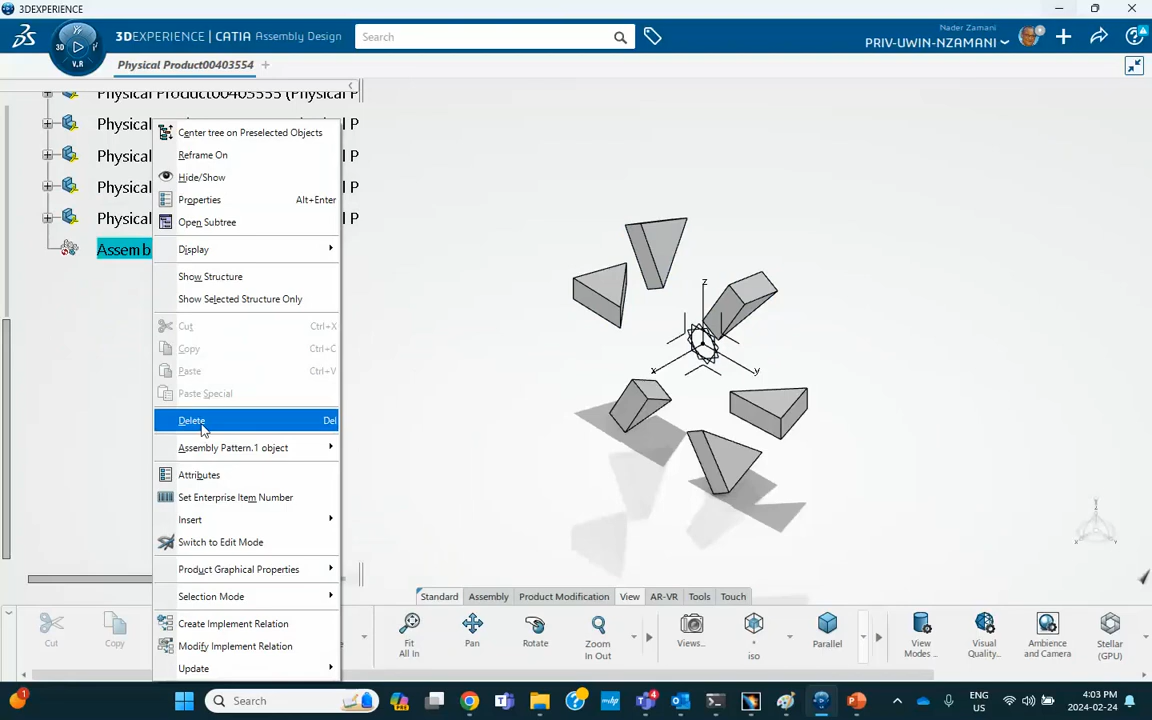 3DEXPERIENCE
3DEXPERIENCE | CATIA Assembly Design
Search
Nader Zamani
PRIV-UWIN-NZAMANI
3D
V.R
Physical Product00403554
Physical Product00403555 (Physical P
Physical
l P
Physical
l P
Physical
l P
Physical
l P
Assemb
Center tree on Preselected Objects
Reframe On
Hide/Show
Properties Alt+Enter
Open Subtree
Display
Show Structure
Show Selected Structure Only
Cut Ctrl+X
Copy Ctrl+C
Paste Ctrl+V
Paste Special
Delete Del
Assembly Pattern.1 object
Attributes
Set Enterprise Item Number
Insert
Switch to Edit Mode
Product Graphical Properties
Selection Mode
Create Implement Relation
Modify Implement Relation
Update
z
x
y
Standard Assembly Product Modification View AR-VR Tools Touch
Cut
Copy
Fit All In
Pan
Rotate
Zoom In Out
Views...
iso
Parallel
View Modes ...
Visual Quality...
Ambience and Camera
Stellar (GPU)
1
Search
4
ENG
US
4:03 PM
2024-02-24